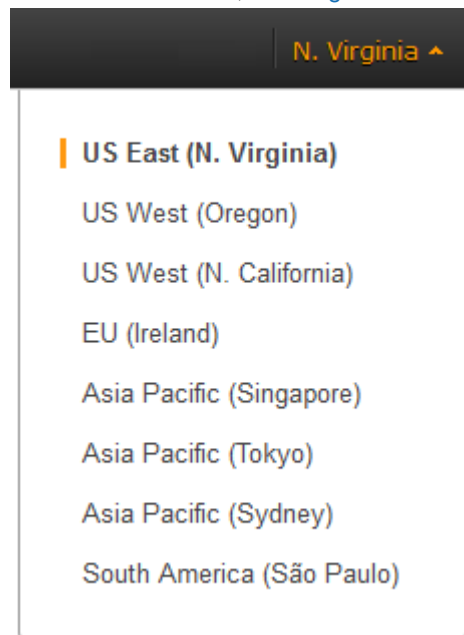 N. Virginia
US East (N. Virginia)
US West (Oregon)
US West (N. California)
EU (Ireland)
Asia Pacific (Singapore)
Asia Pacific (Tokyo)
Asia Pacific (Sydney)
South America (São Paulo)